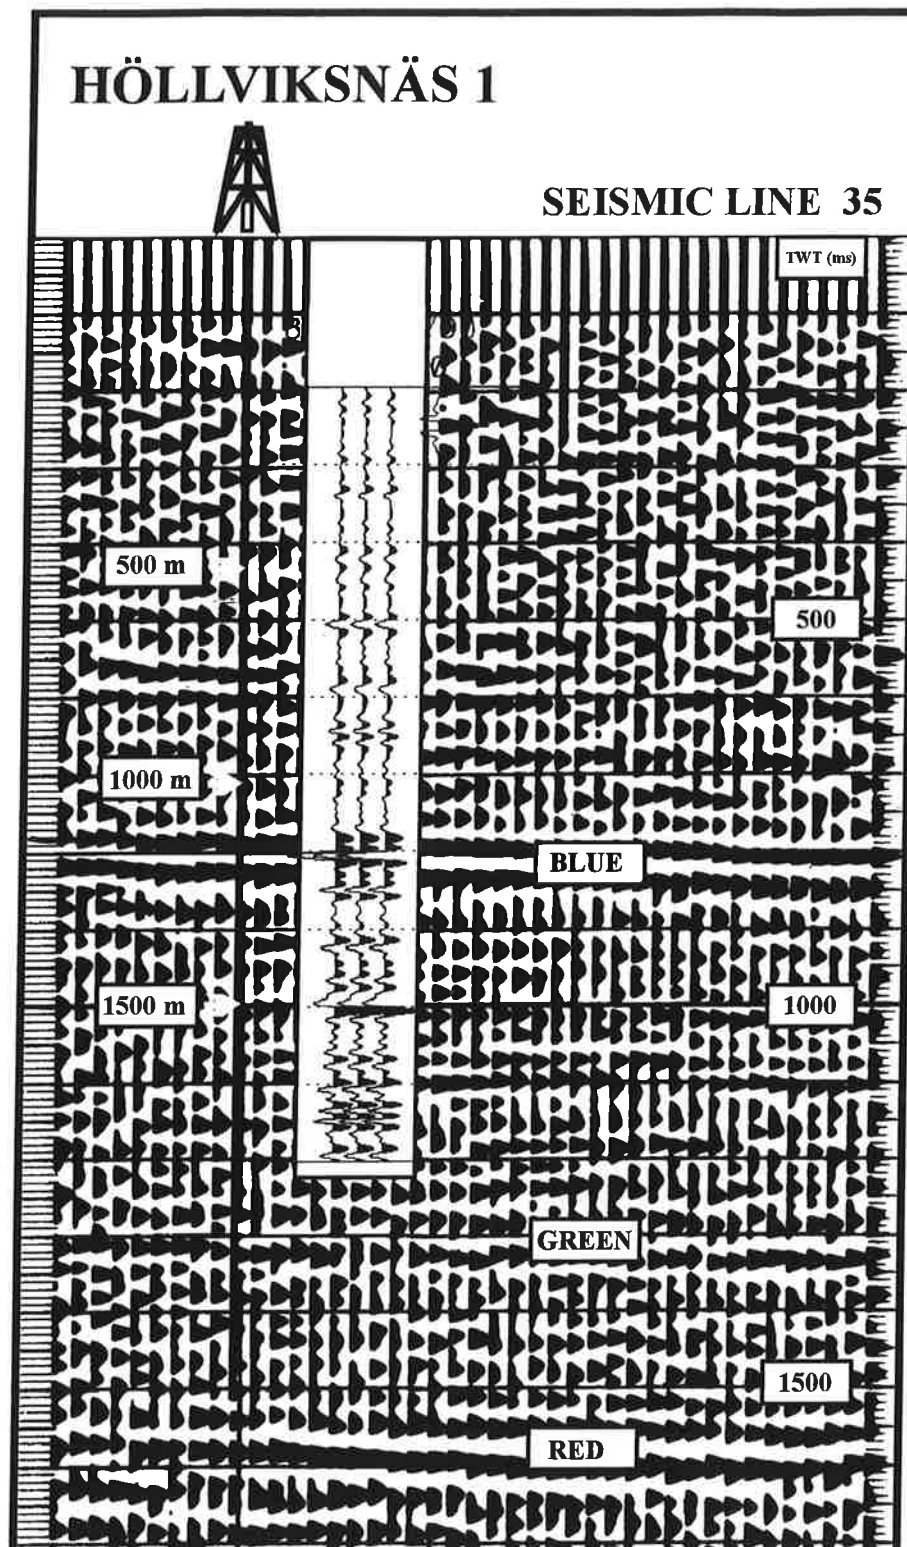 HÖLLVIKSNÄS 1
SEISMIC LINE 35
TWT (ms)
500 m
500
1000 m
BLUE
1500 m
1000
GREEN
1500
RED